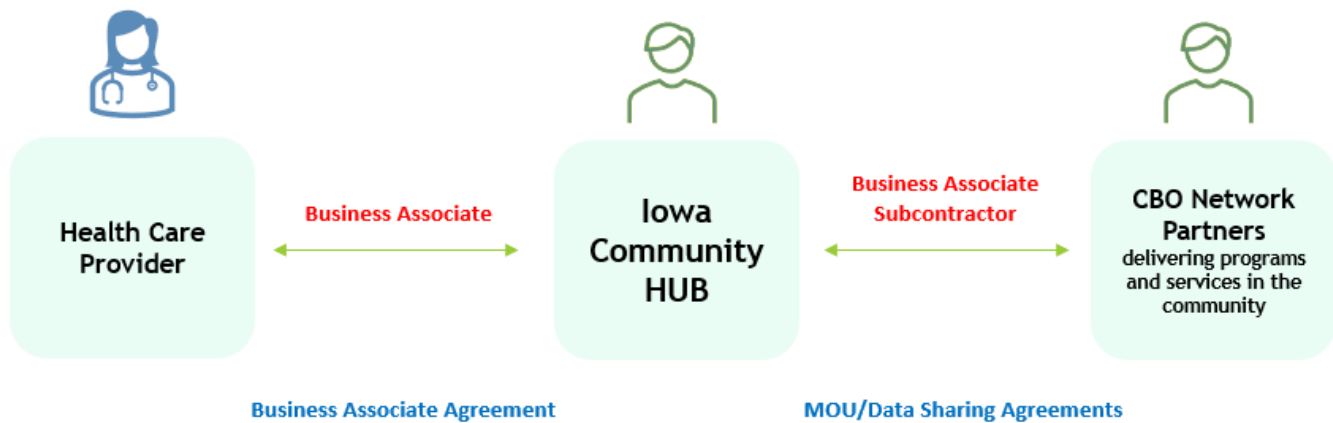 Health Care
Provider
Business Associate
Iowa
Community
HUB
Business Associate
Subcontractor
CBO Network
Partners
delivering programs
and services in the
community
Business Associate Agreement
MOU/Data Sharing Agreements